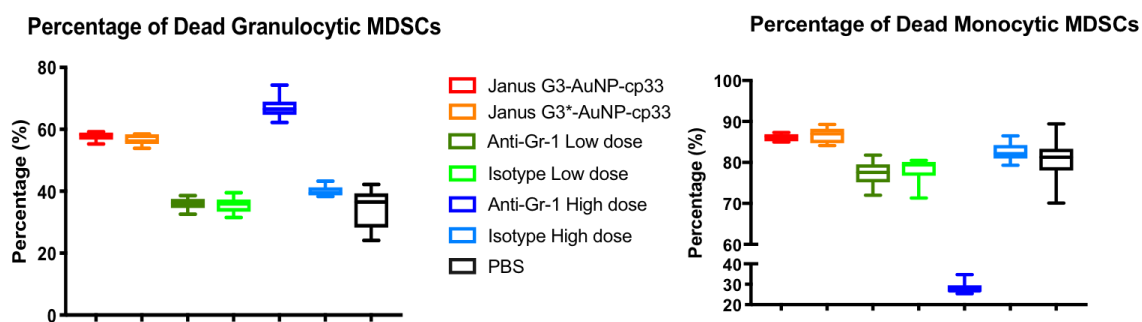 Percentage of Dead Granulocytic MDSCs
Percentage (%)
80
60
40
20
0
Janus G3-AuNP-cp33
Janus G3*-AuNP-cp33
Anti-Gr-1 Low dose
Isotype Low dose
Anti-Gr-1 High dose
Isotype High dose
PBS
Percentage of Dead Monocytic MDSCs
Percentage (%)
100
90
80
70
60
40
30
20